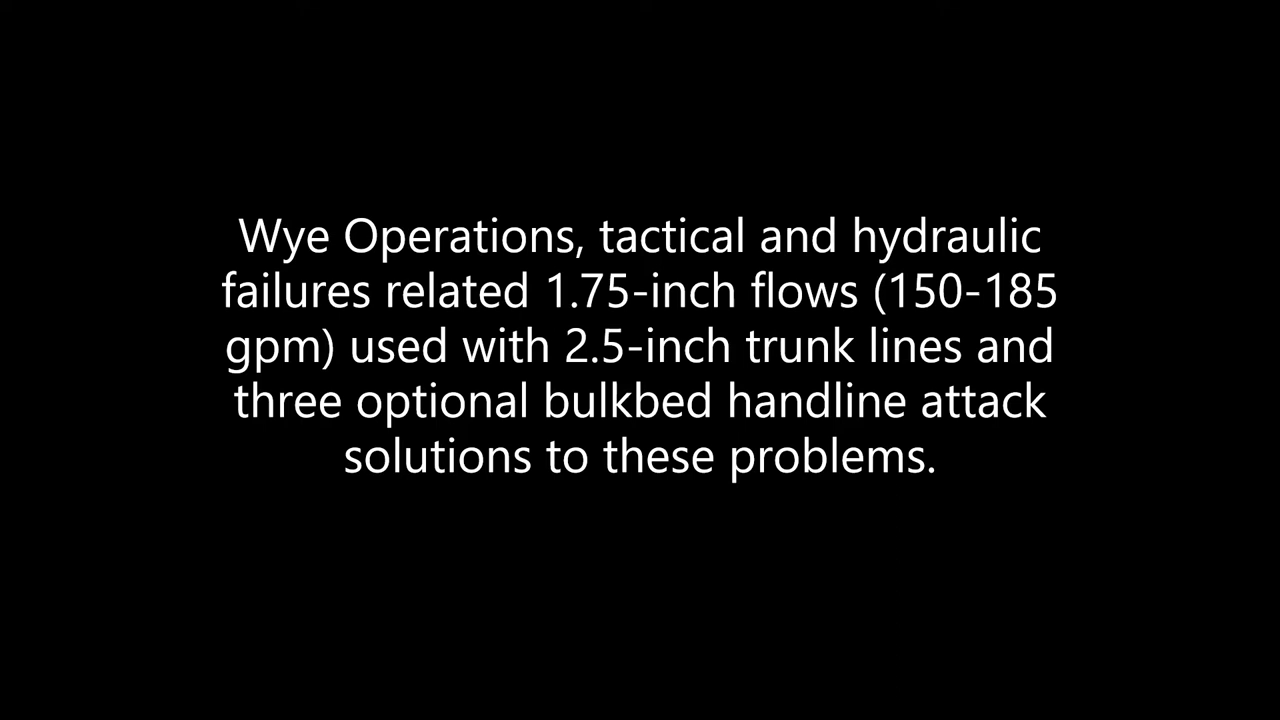 Wye Operations, tactical and hydraulic
failures related 1.75-inch flows (150-185
gpm) used with 2.5-inch trunk lines and
three optional bulkbed handline attack
solutions to these problems.